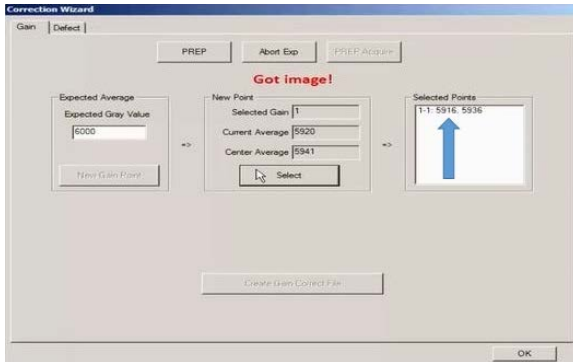 Correction Wizard
Gain
Defect
PREP
Abort Exp
PREP Acquire
Got image!
Expected Average
Expected Gray Value
6000
New Gain Point
=>
New Point
Selected Gain 1
Current Average 5920
Center Average 5941
Select
=>
Selected Points
1-1: 5916, 5936
Create Gain Correct File
OK